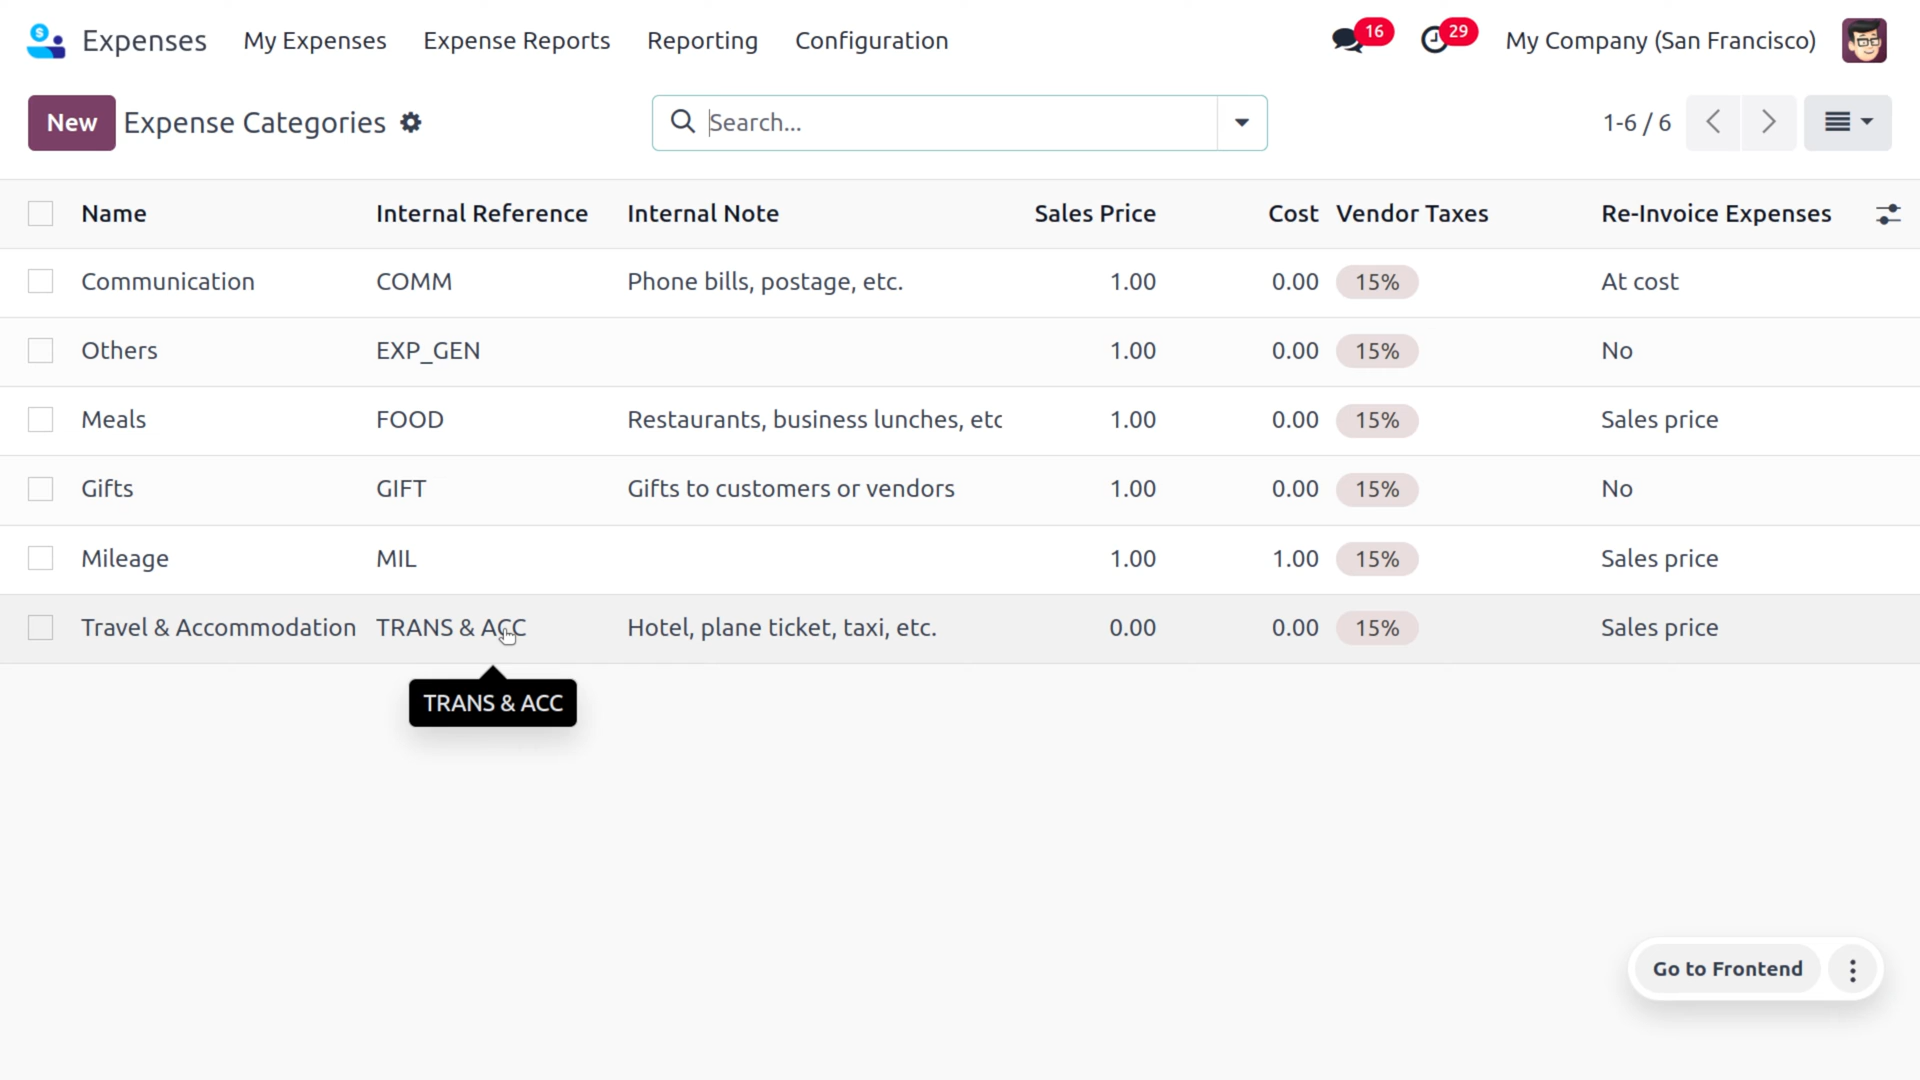 Expenses My Expenses Expense Reports Reporting Configuration 16 29 My Company (San Francisco)
New Expense Categories Search... 1-6 / 6
Name Internal Reference Internal Note Sales Price Cost Vendor Taxes Re-Invoice Expenses
Communication COMM Phone bills, postage, etc. 1.00 0.00 15% At cost
Others EXP_GEN 1.00 0.00 15% No
Meals FOOD Restaurants, business lunches, etc 1.00 0.00 15% Sales price
Gifts GIFT Gifts to customers or vendors 1.00 0.00 15% No
Mileage MIL 1.00 1.00 15% Sales price
Travel & Accommodation TRANS & ACC Hotel, plane ticket, taxi, etc. 0.00 0.00 15% Sales price
TRANS & ACC
Go to Frontend